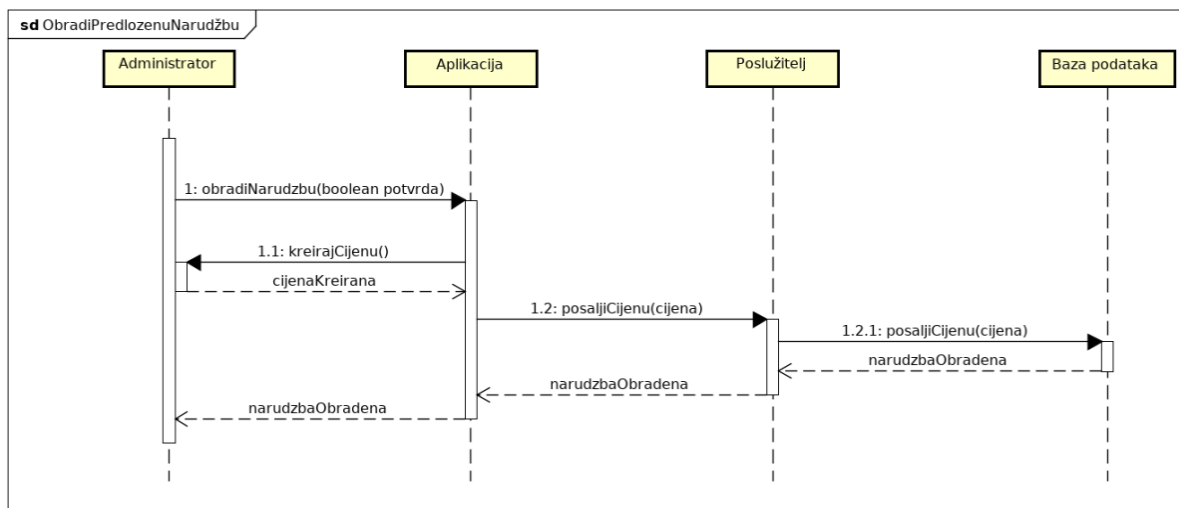 sd ObradiPredlozenuNarudžbu
Administrator
Aplikacija
Poslužitelj
Baza podataka
1: obradiNarudzbu(boolean potvrda)
1.1: kreirajCijenu()
cijenaKreirana
1.2: posaljiCijenu(cijena)
1.2.1: posaljiCijenu(cijena)
narudzbaObradena
narudzbaObradena
narudzbaObradena